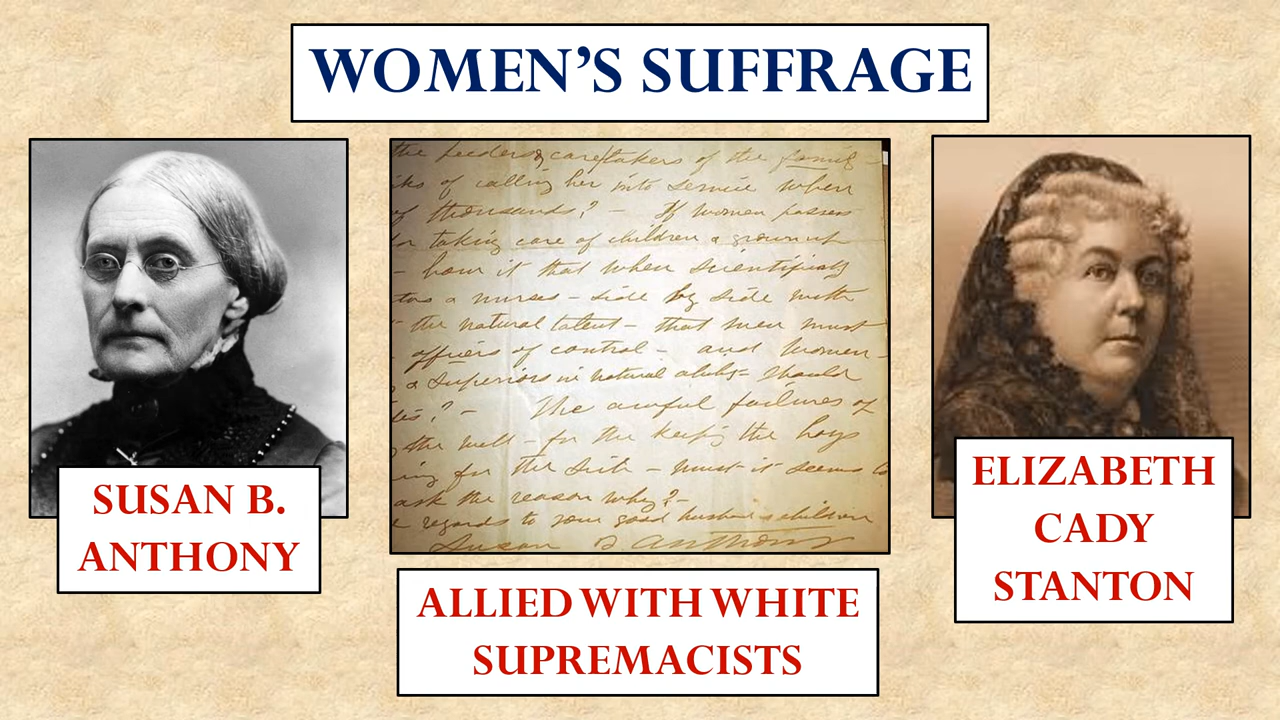 WOMEN'S SUFFRAGE
the feeders & caretakers of the
of calling her into service when
of thousands? – If women possess
for taking care of children & grown up
– how is it that when scientifically
& nurses – side by side with
the natural talent – that men must
officers of control – and women –
& superiors in natural ability – should
? – The awful failures of
the well – for the keeping the boys
ing for the sick – must it seems to
ask the reason why? –
regards to your good husband & children
Susan B. Anthony
SUSAN B.
ANTHONY
ALLIED WITH WHITE
SUPREMACISTS
ELIZABETH
CADY
STANTON